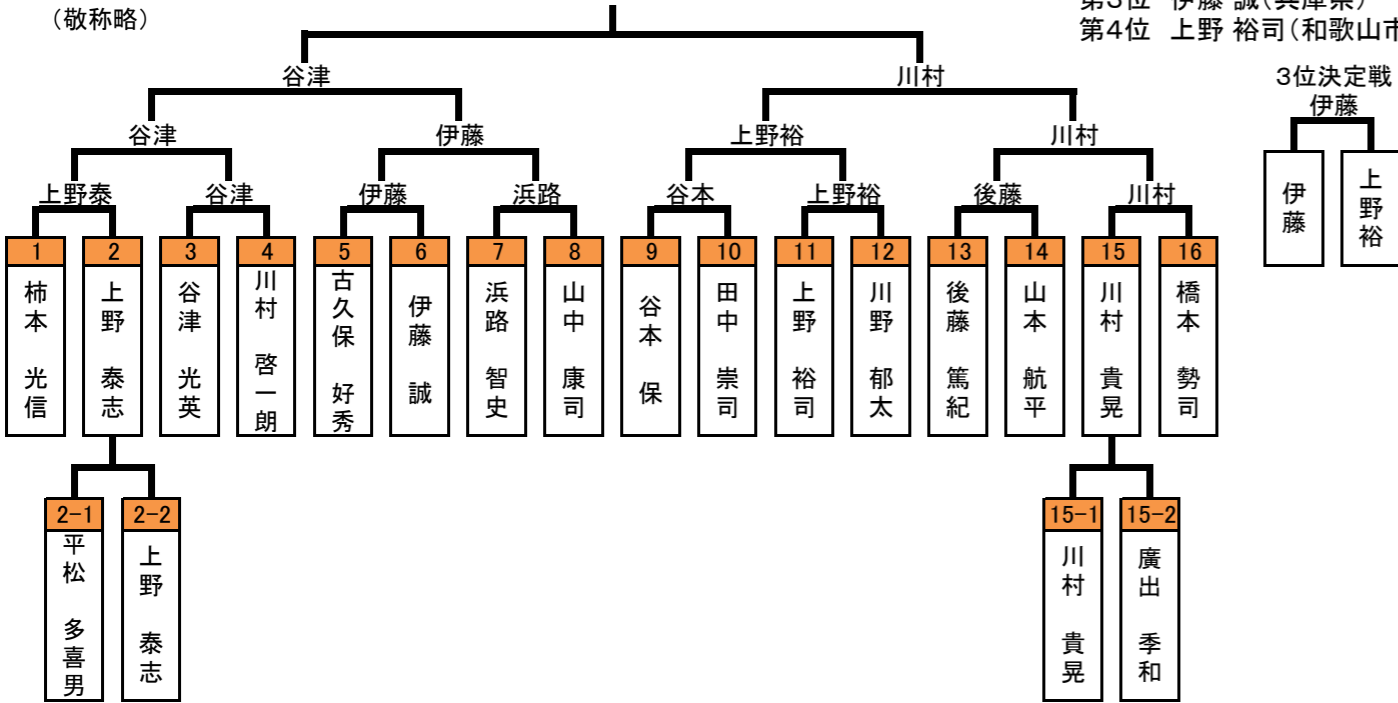 (敬称略)
第3位 伊藤 誠(兵庫県)
第4位 上野 裕司(和歌山市
谷津
川村
3位決定戦
伊藤
谷津
伊藤
上野裕
川村
伊藤
上野裕
上野泰
谷津
伊藤
浜路
谷本
上野裕
後藤
川村
1
2
3
4
5
6
7
8
9
10
11
12
13
14
15
16
柿本 光信
上野 泰志
谷津 光英
川村 啓一朗
古久保 好秀
伊藤 誠
浜路 智史
山中 康司
谷本 保
田中 崇司
上野 裕司
川野 郁太
後藤 篤紀
山本 航平
川村 貴晃
橋本 勢司
2-1
2-2
15-1
15-2
平松 多喜男
上野 泰志
川村 貴晃
廣出 季和